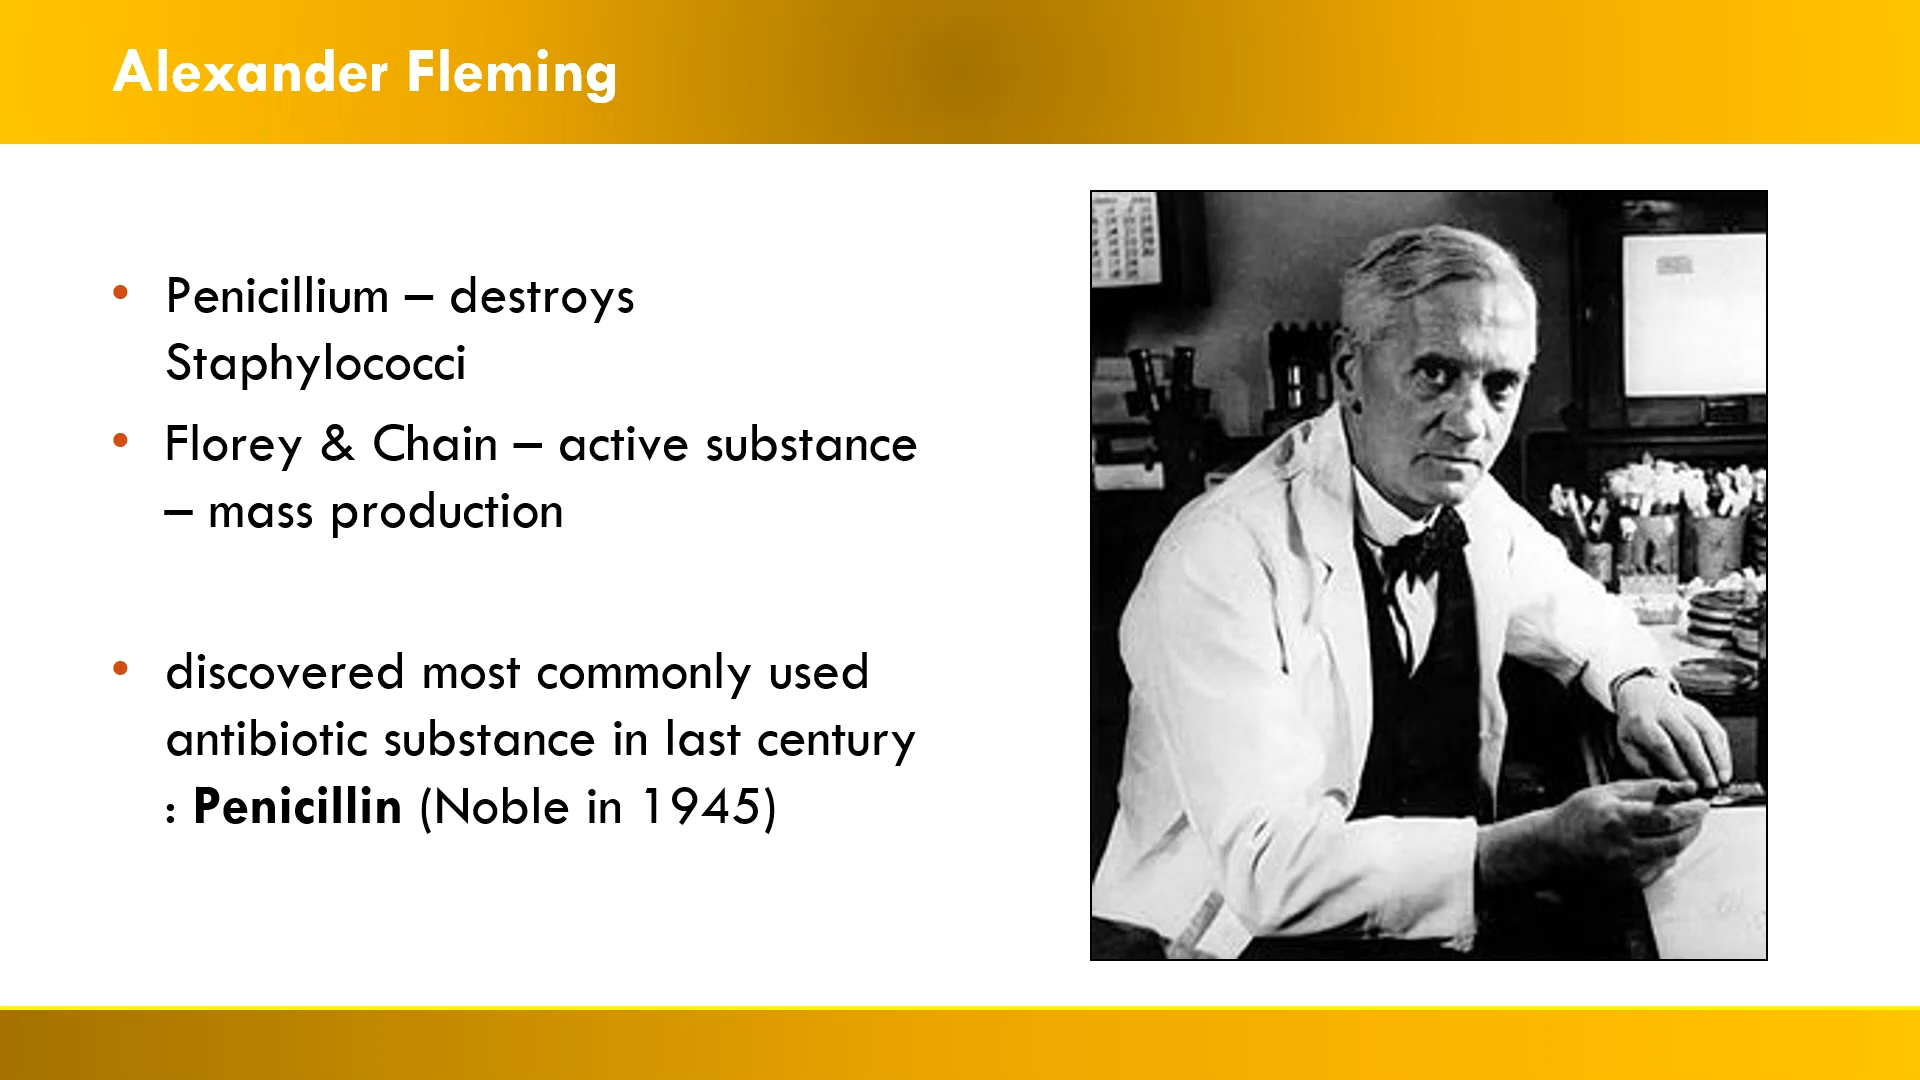 Alexander Fleming
• Penicillium – destroys
Staphylococci
• Florey & Chain – active substance
– mass production
• discovered most commonly used
antibiotic substance in last century
: Penicillin (Noble in 1945)